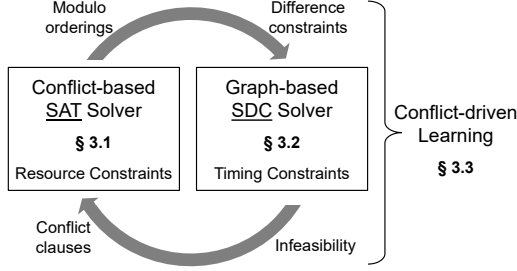 Modulo
orderings
Difference
constraints
Conflict-based
SAT Solver
§ 3.1
Resource Constraints
Graph-based
SDC Solver
§ 3.2
Timing Constraints
Conflict-driven
Learning
§ 3.3
Conflict
clauses
Infeasibility